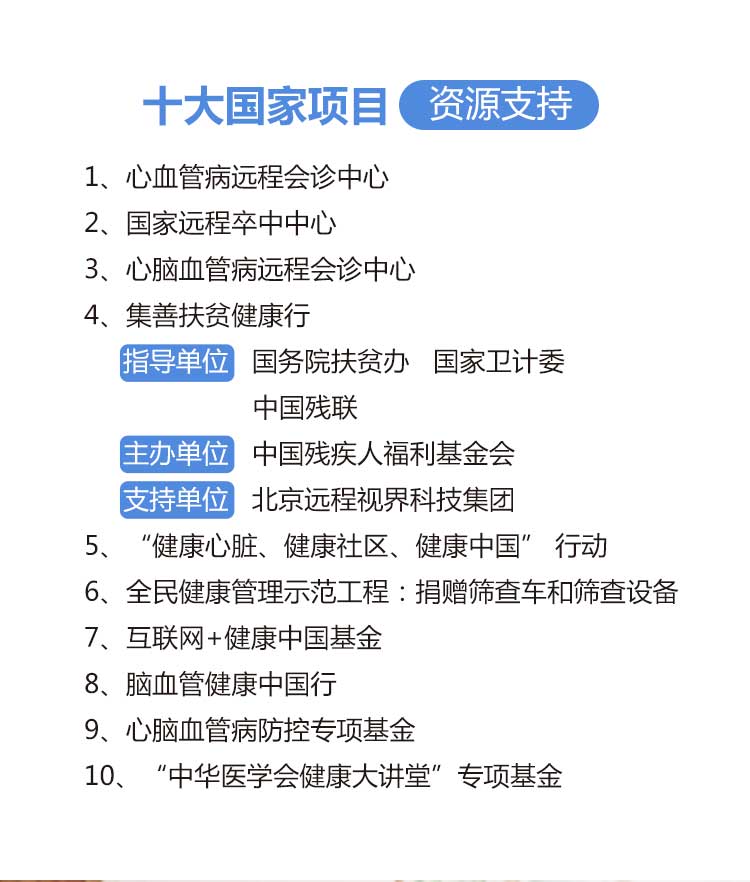 十大国家项目 资源支持
1、心血管病远程会诊中心
2、国家远程卒中中心
3、心脑血管病远程会诊中心
4、集善扶贫健康行
指导单位 国务院扶贫办 国家卫计委
中国残联
主办单位 中国残疾人福利基金会
支持单位 北京远程视界科技集团
5、“健康心脏、健康社区、健康中国” 行动
6、全民健康管理示范工程：捐赠筛查车和筛查设备
7、互联网+健康中国基金
8、脑血管健康中国行
9、心脑血管病防控专项基金
10、“中华医学会健康大讲堂”专项基金